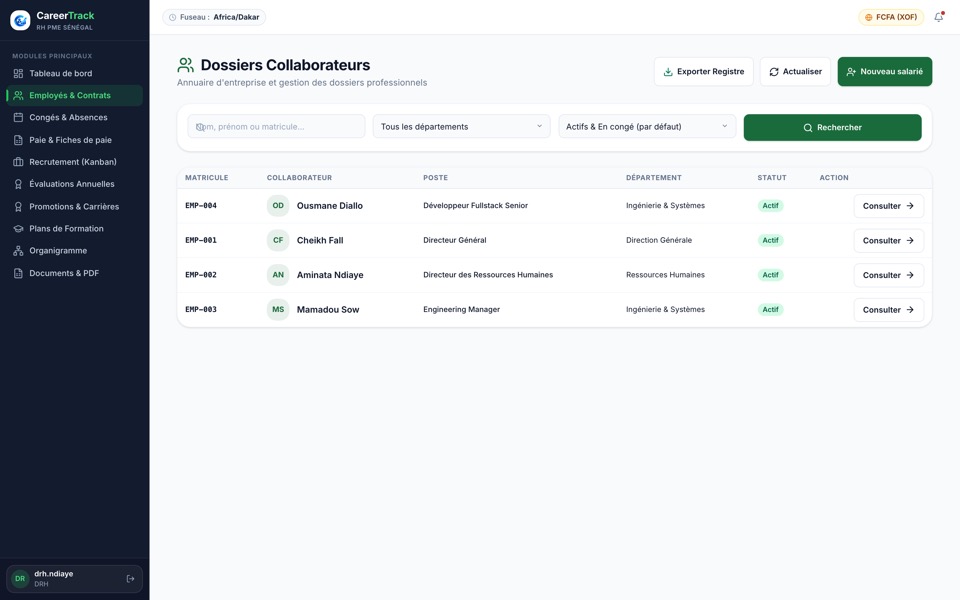 CareerTrack
RH PME SÉNÉGAL
MODULES PRINCIPAUX
Tableau de bord
Employés & Contrats
Congés & Absences
Paie & Fiches de paie
Recrutement (Kanban)
Évaluations Annuelles
Promotions & Carrières
Plans de Formation
Organigramme
Documents & PDF
DR
drh.ndiaye
DRH
Fuseau : Africa/Dakar
FCFA (XOF)
Dossiers Collaborateurs
Annuaire d'entreprise et gestion des dossiers professionnels
Exporter Registre
Actualiser
Nouveau salarié
Nom, prénom ou matricule...
Tous les départements
Actifs & En congé (par défaut)
Rechercher
MATRICULE COLLABORATEUR POSTE DÉPARTEMENT STATUT ACTION
EMP-004 OD Ousmane Diallo Développeur Fullstack Senior Ingénierie & Systèmes Actif Consulter
EMP-001 CF Cheikh Fall Directeur Général Direction Générale Actif Consulter
EMP-002 AN Aminata Ndiaye Directeur des Ressources Humaines Ressources Humaines Actif Consulter
EMP-003 MS Mamadou Sow Engineering Manager Ingénierie & Systèmes Actif Consulter